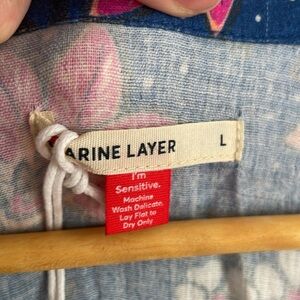 ARINE LAYER L
I'm
Sensitive.
Machine
Wash Delicate.
Lay Flat to
Dry Only